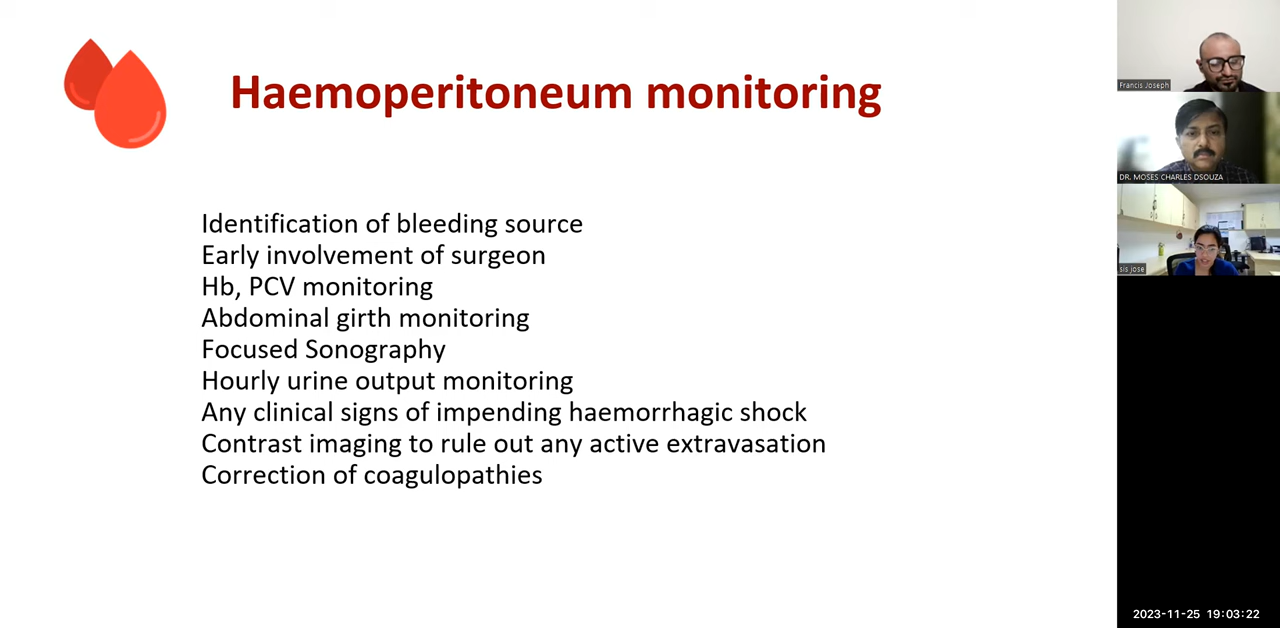 Haemoperitoneum monitoring
Identification of bleeding source
Early involvement of surgeon
Hb, PCV monitoring
Abdominal girth monitoring
Focused Sonography
Hourly urine output monitoring
Any clinical signs of impending haemorrhagic shock
Contrast imaging to rule out any active extravasation
Correction of coagulopathies
Francis Joseph
DR. MOSES CHARLES DSOUZA
sis jose
2023-11-25 19:03:22